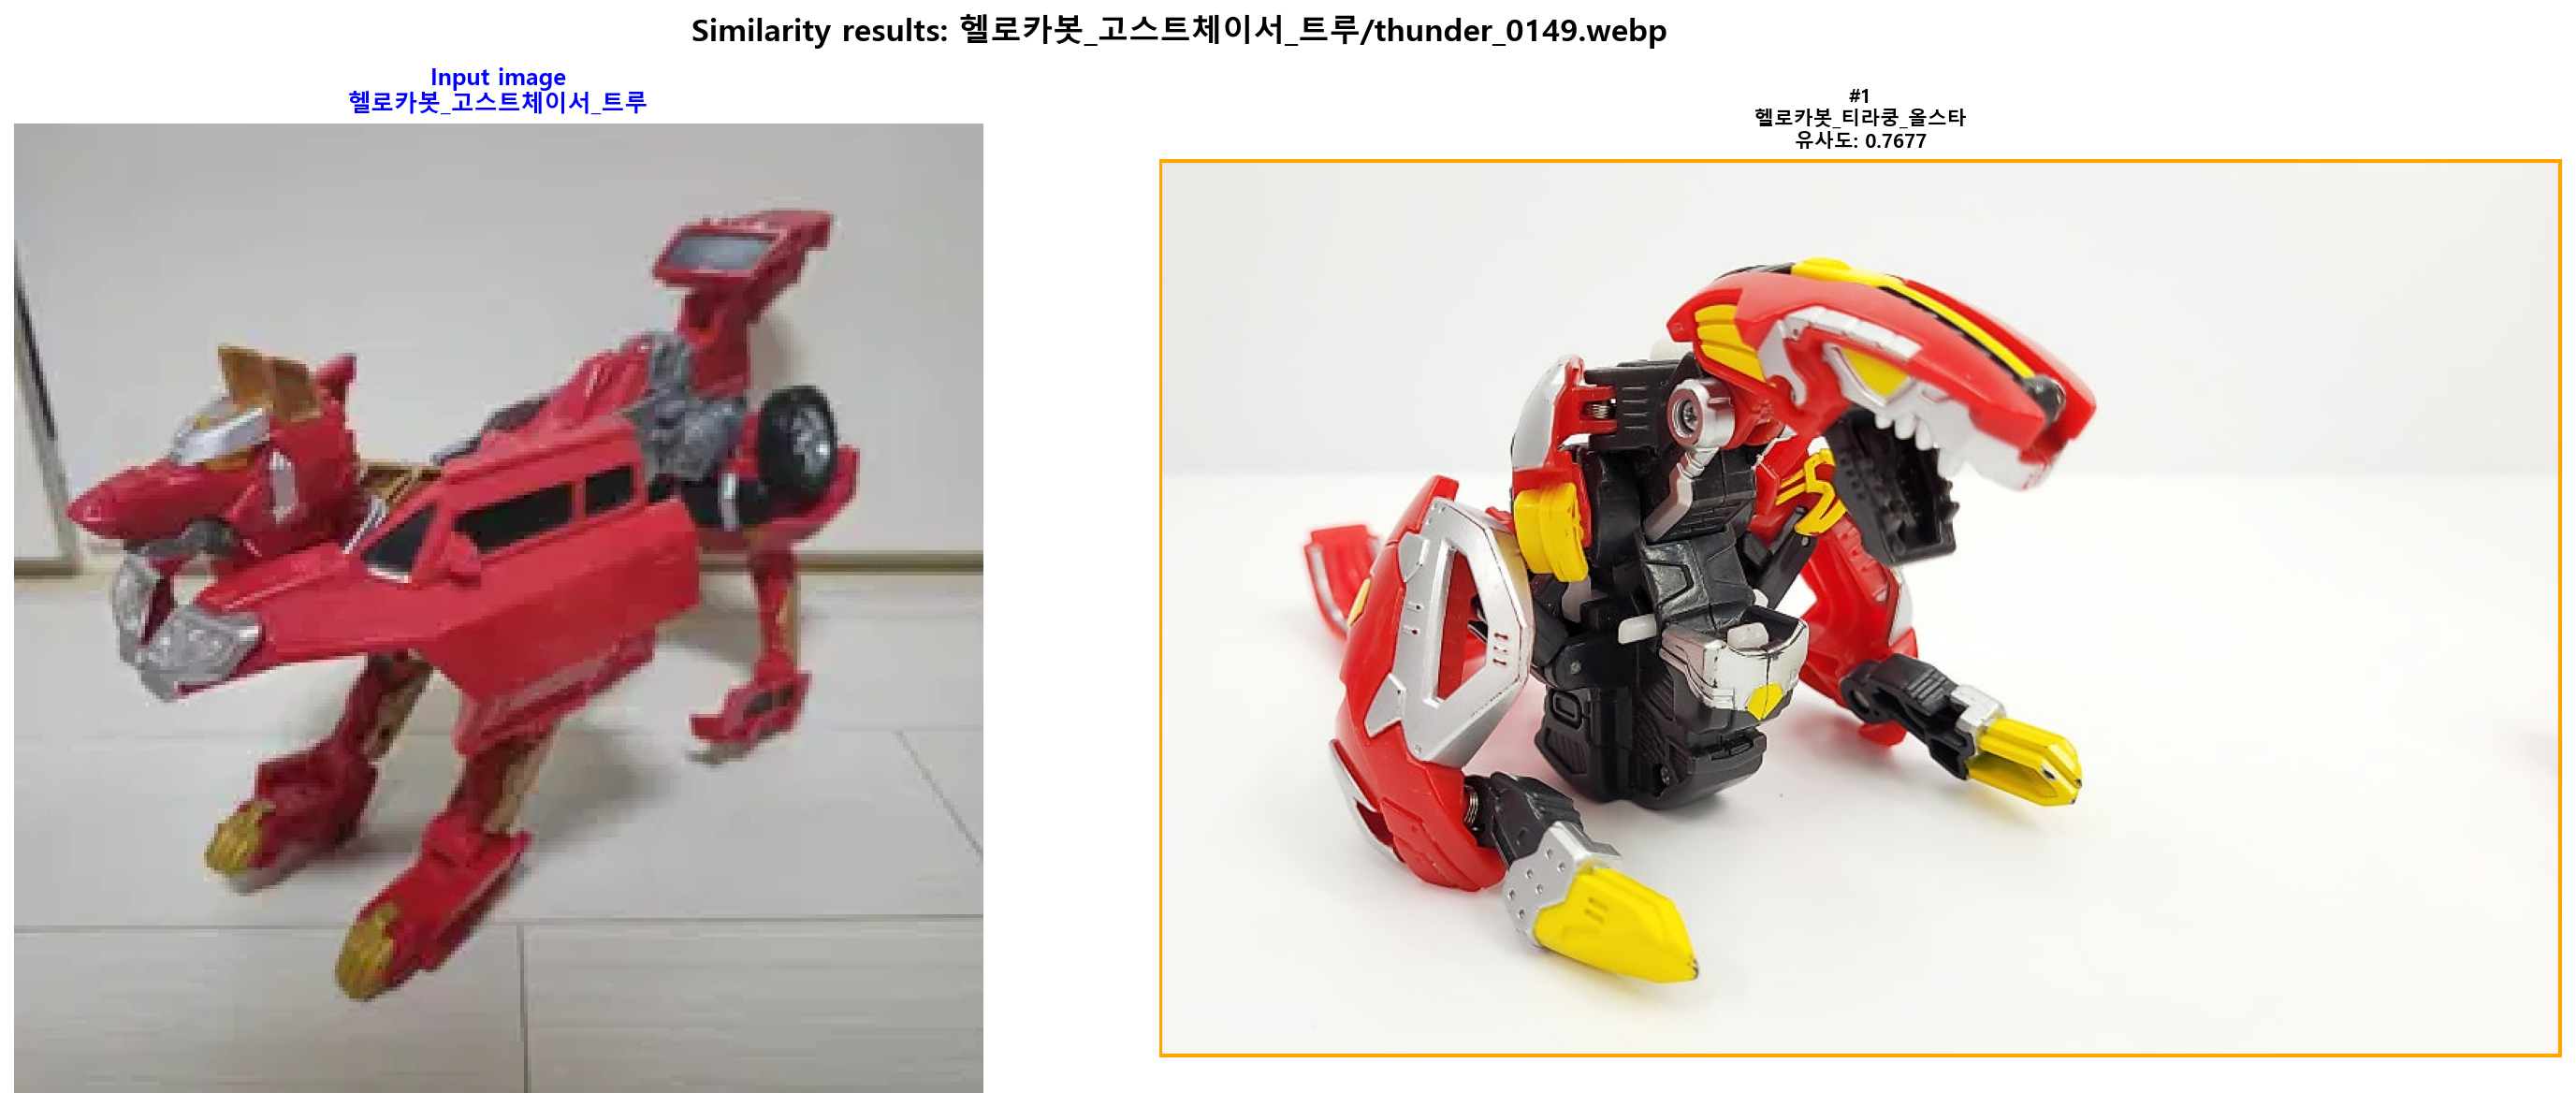 Similarity results: 헬로카봇_고스트체이서_트루/thunder_0149.webp
Input image
헬로카봇_고스트체이서_트루
#1
헬로카봇_티라쿵_올스타
유사도: 0.7677